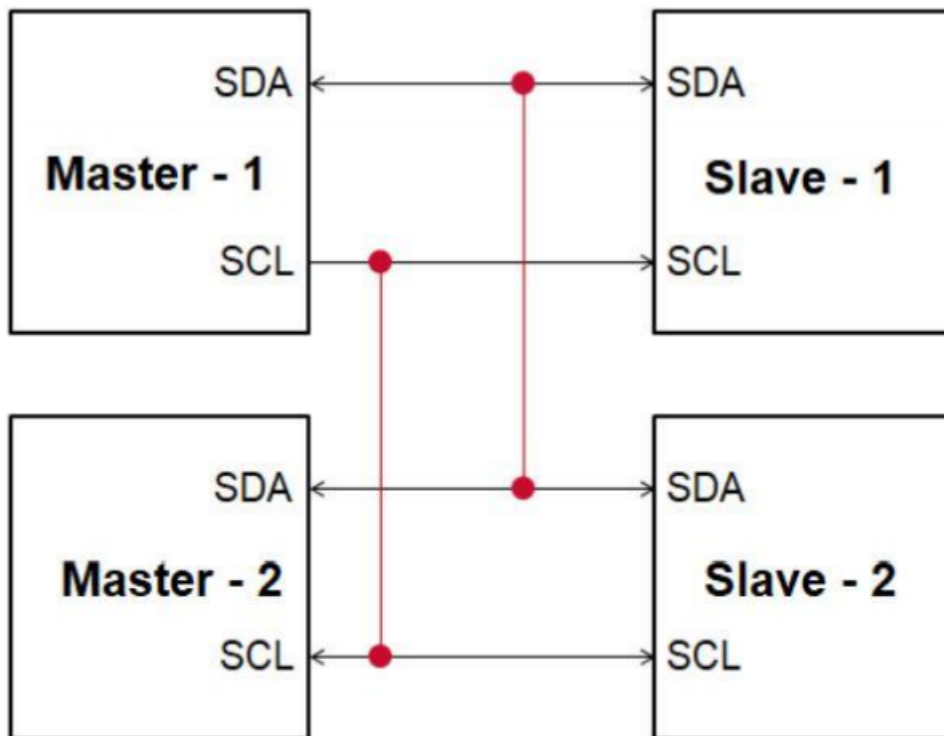 SDA
SDA
Master - 1
Slave - 1
SCL
SCL
SDA
SDA
Master - 2
Slave - 2
SCL
SCL